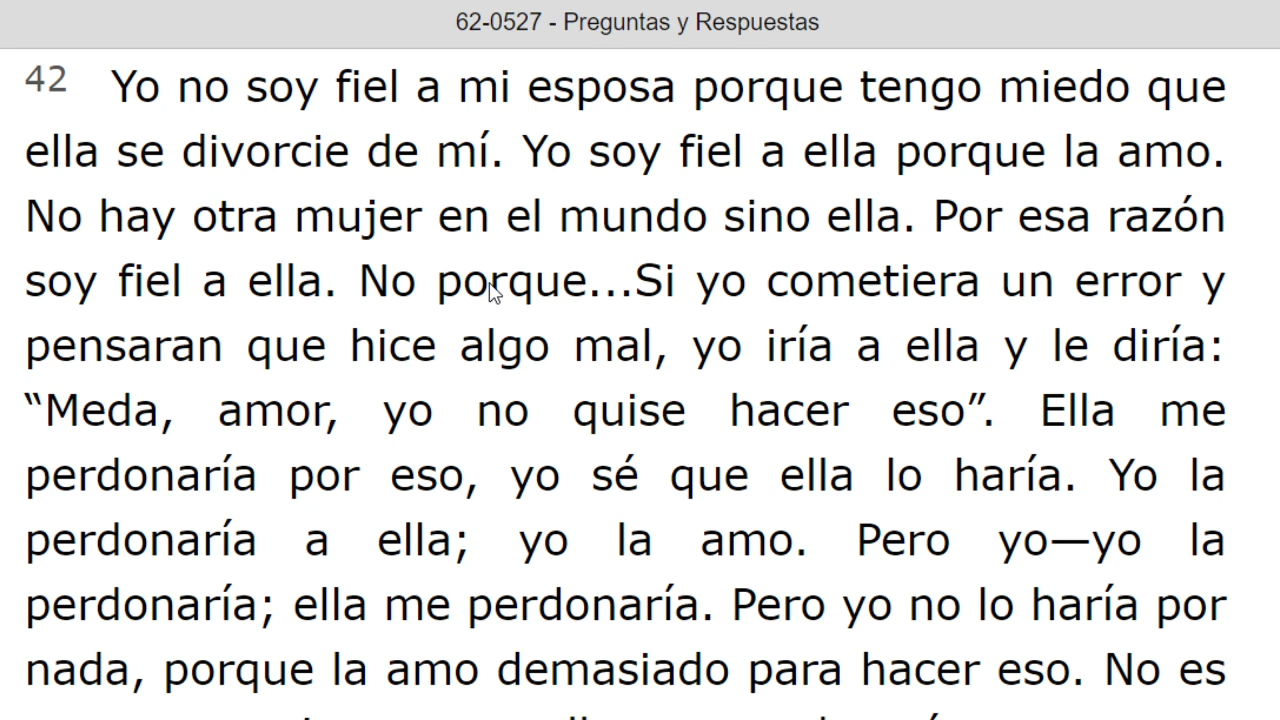 62-0527 - Preguntas y Respuestas
42 Yo no soy fiel a mi esposa porque tengo miedo que
ella se divorcie de mí. Yo soy fiel a ella porque la amo.
No hay otra mujer en el mundo sino ella. Por esa razón
soy fiel a ella. No porque...Si yo cometiera un error y
pensaran que hice algo mal, yo iría a ella y le diría:
“Meda, amor, yo no quise hacer eso”. Ella me
perdonaría por eso, yo sé que ella lo haría. Yo la
perdonaría a ella; yo la amo. Pero yo—yo la
perdonaría; ella me perdonaría. Pero yo no lo haría por
nada, porque la amo demasiado para hacer eso. No es